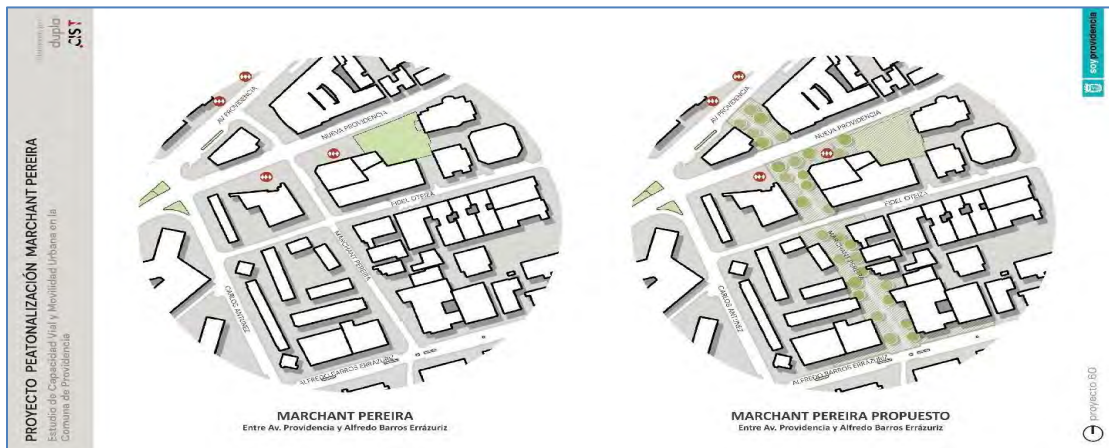 PROYECTO PEATONALIZACIÓN MARCHANT PEREIRA
Estudio de Capacidad Vial y Movilidad Urbana en la
Comuna de Providencia
dupla
CIST
AV PROVIDENCIA
NUEVA PROVIDENCIA
FIDEL OTEIZA
MARCHANT PEREIRA
CARLOS ANTUNEZ
ALFREDO BARROS ERRÁZURIZ
MARCHANT PEREIRA
Entre Av. Providencia y Alfredo Barros Errázuriz
AV PROVIDENCIA
NUEVA PROVIDENCIA
FIDEL OTEIZA
MARCHANT PEREIRA
CARLOS ANTUNEZ
ALFREDO BARROS ERRÁZURIZ
MARCHANT PEREIRA PROPUESTO
Entre Av. Providencia y Alfredo Barros Errázuriz
soy providencia
proyecto 60